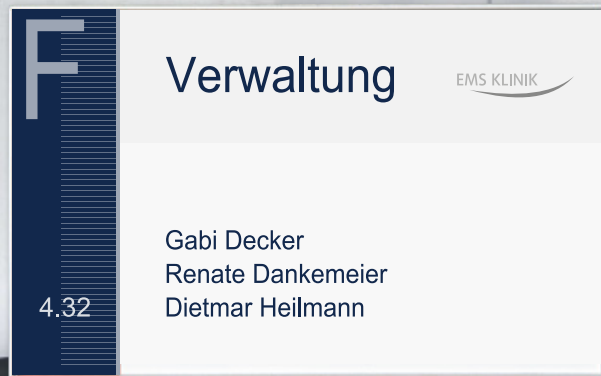 F
Verwaltung
EMS KLINIK
Gabi Decker
Renate Dankemeier
Dietmar Heilmann
4.32